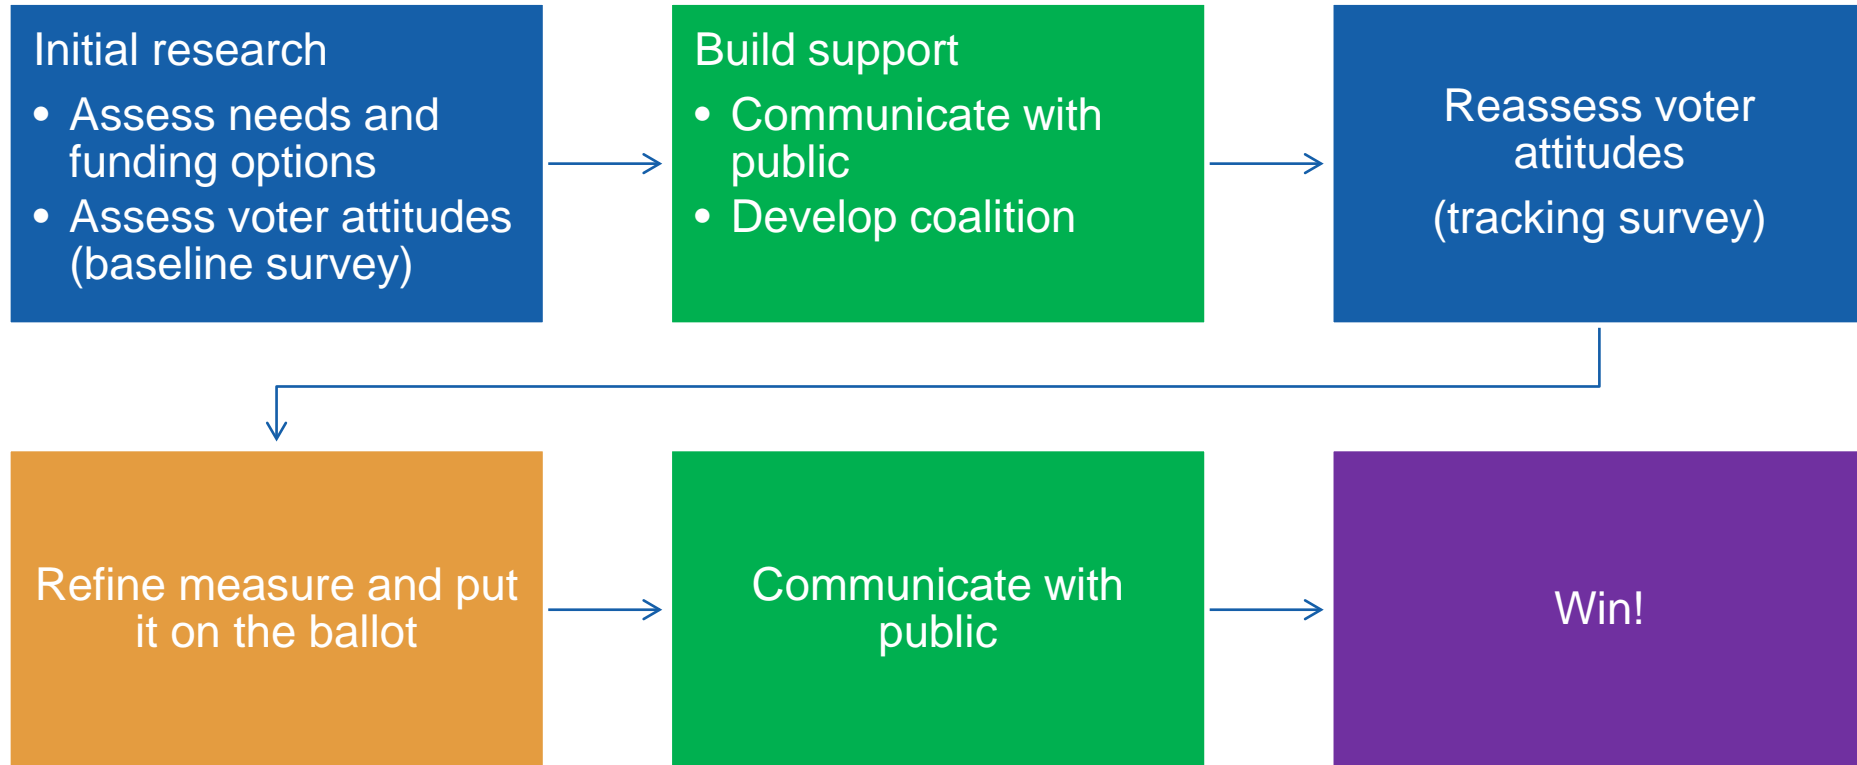 Initial research
• Assess needs and
funding options
• Assess voter attitudes
(baseline survey)
Build support
• Communicate with
public
• Develop coalition
Reassess voter
attitudes
(tracking survey)
Refine measure and put
it on the ballot
Communicate with
public
Win!